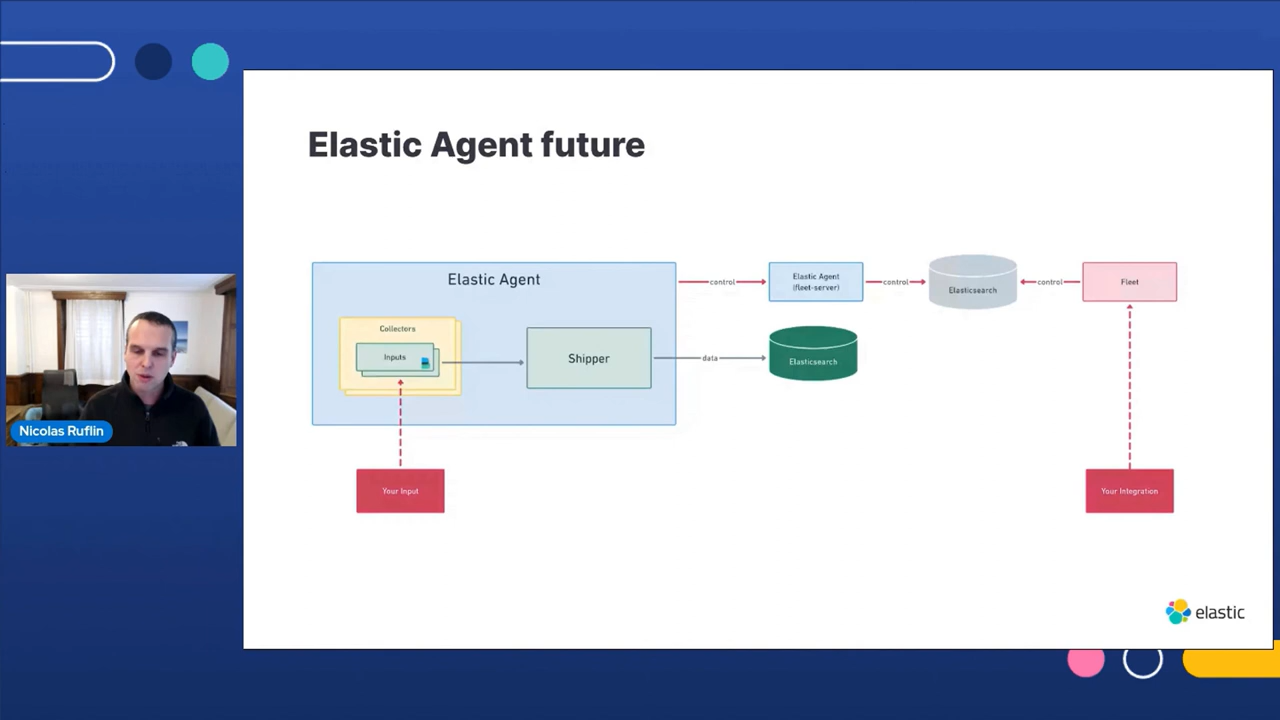 Elastic Agent future
Elastic Agent
Collectors
Inputs
Shipper
control
Elastic Agent
(fleet-server)
control
Elasticsearch
control
Fleet
data
Elasticsearch
Your Input
Your Integration
Nicolas Ruflin
elastic